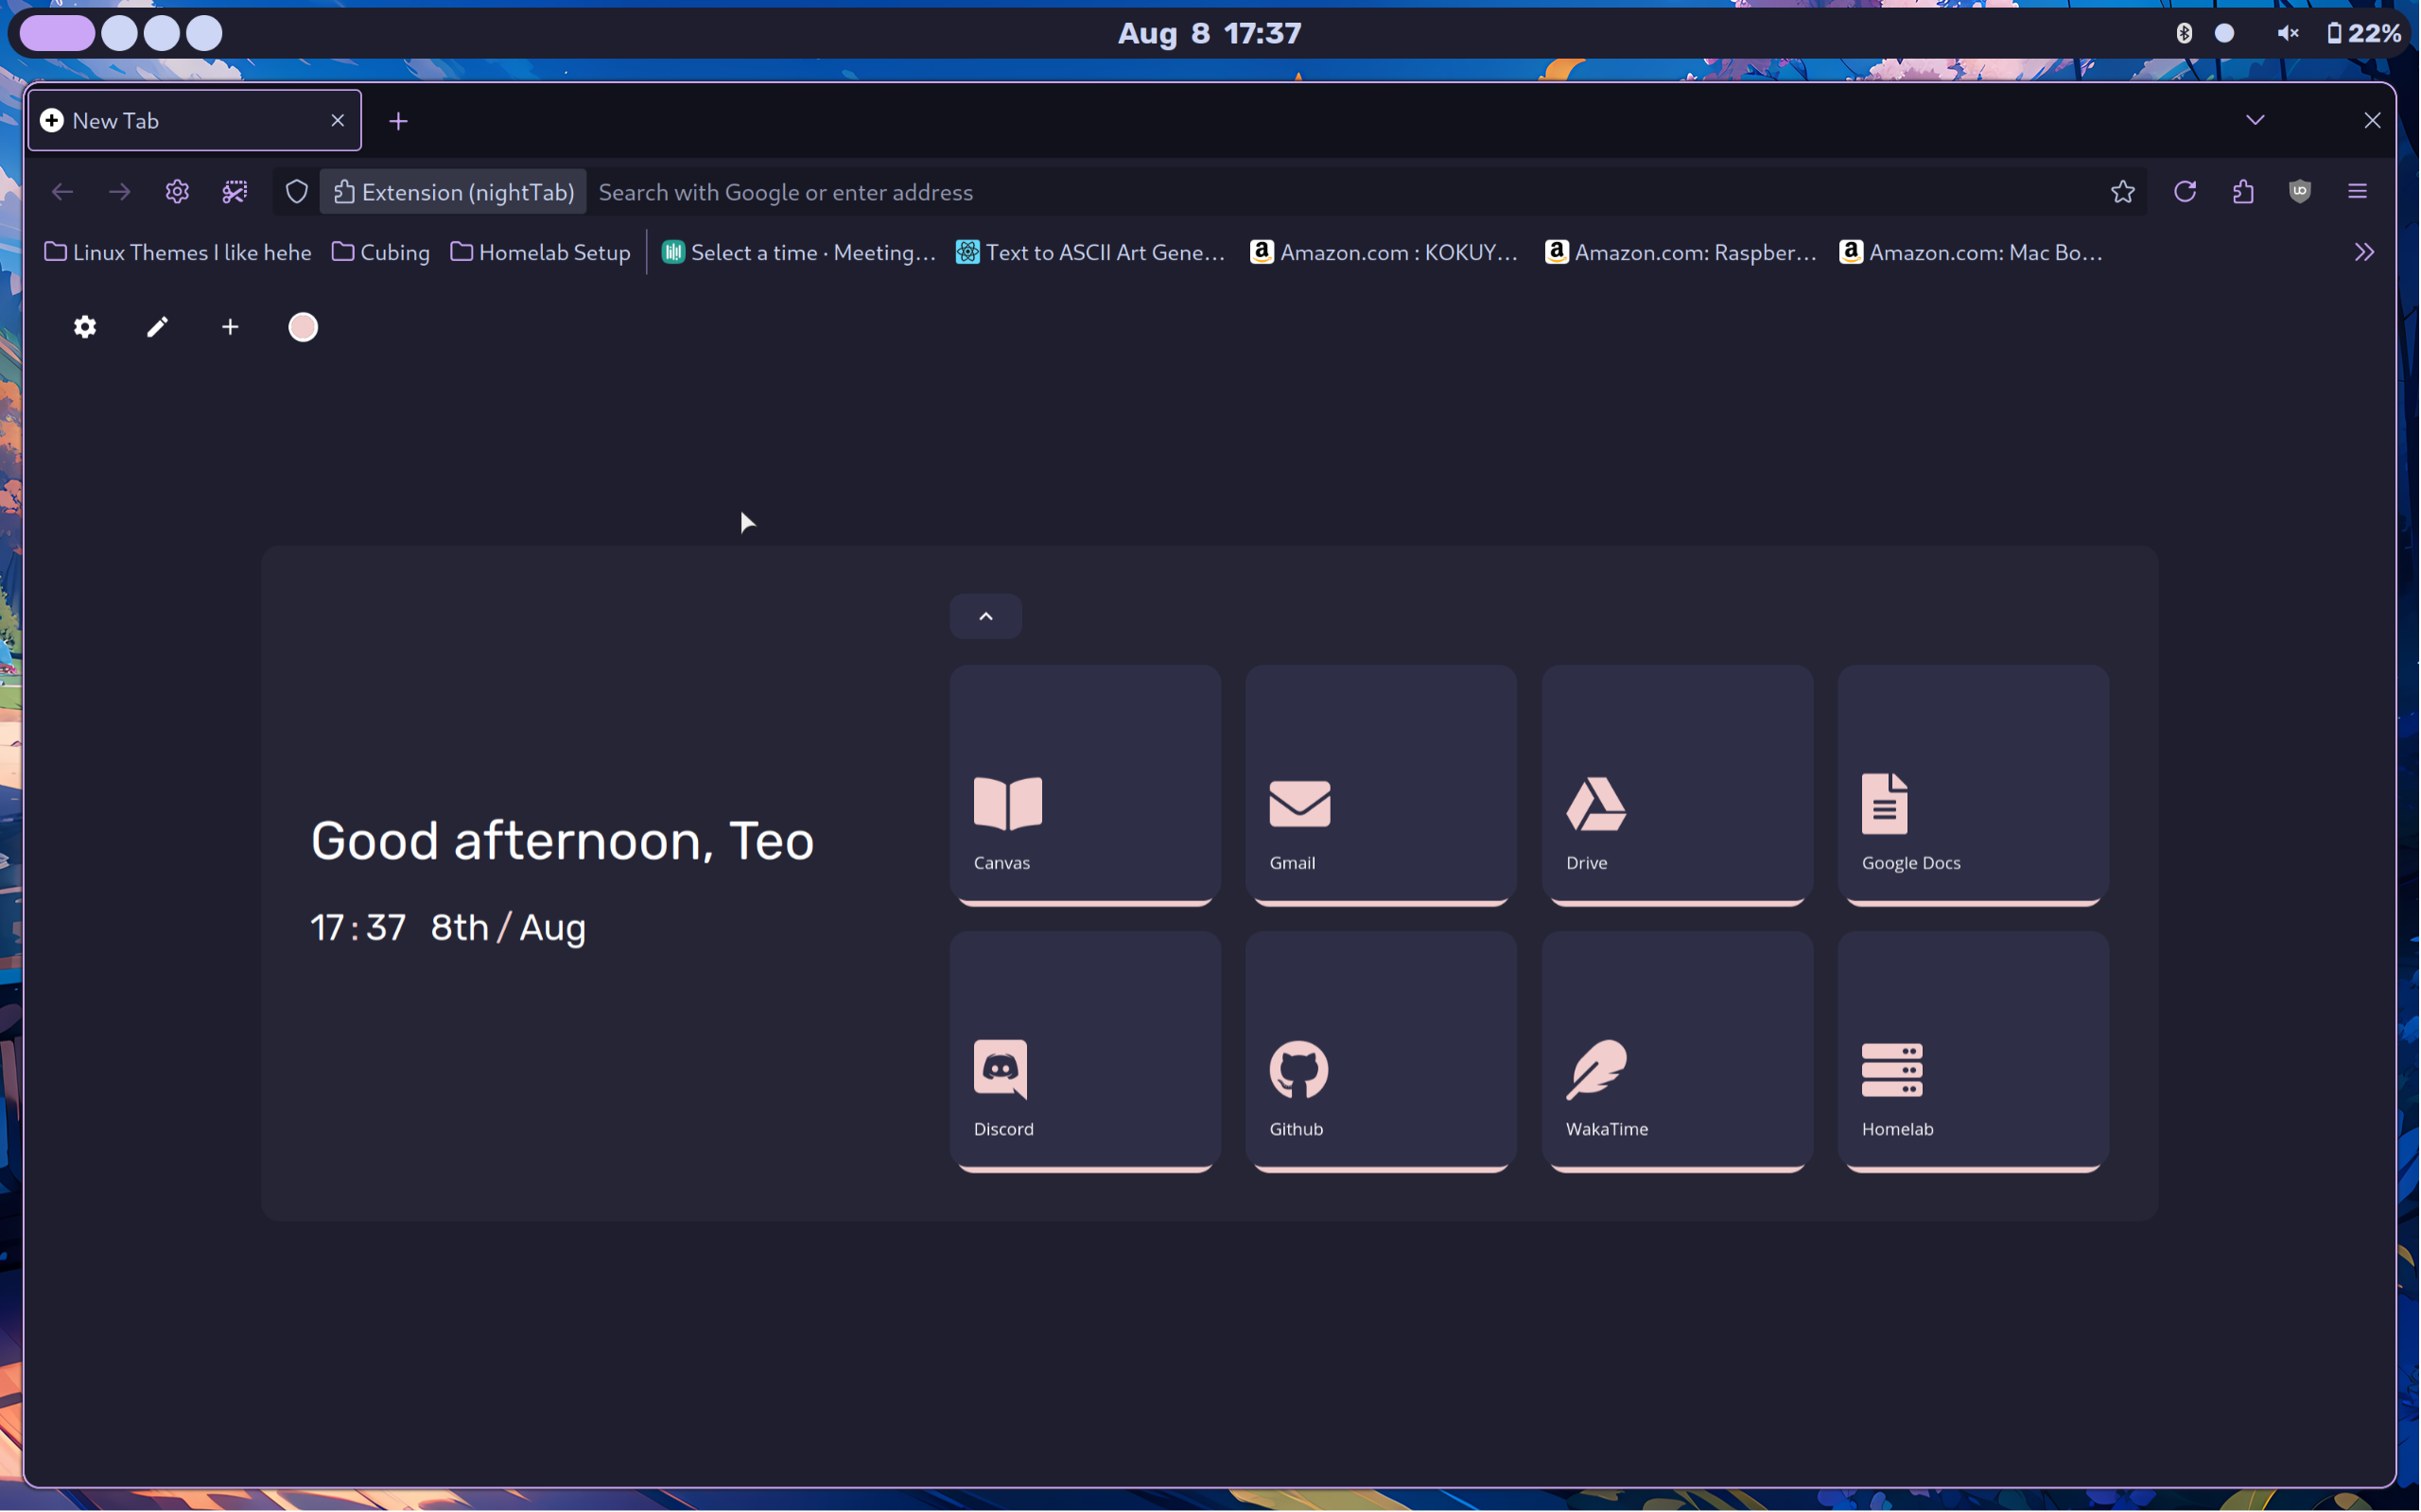 Aug 8 17:37
22%
New Tab
Extension (nightTab)
Search with Google or enter address
Linux Themes I like hehe
Cubing
Homelab Setup
Select a time · Meeting…
Text to ASCII Art Gene…
Amazon.com : KOKUY…
Amazon.com: Raspber…
Amazon.com: Mac Bo…
Good afternoon, Teo
17:37 8th/Aug
Canvas
Gmail
Drive
Google Docs
Discord
Github
WakaTime
Homelab